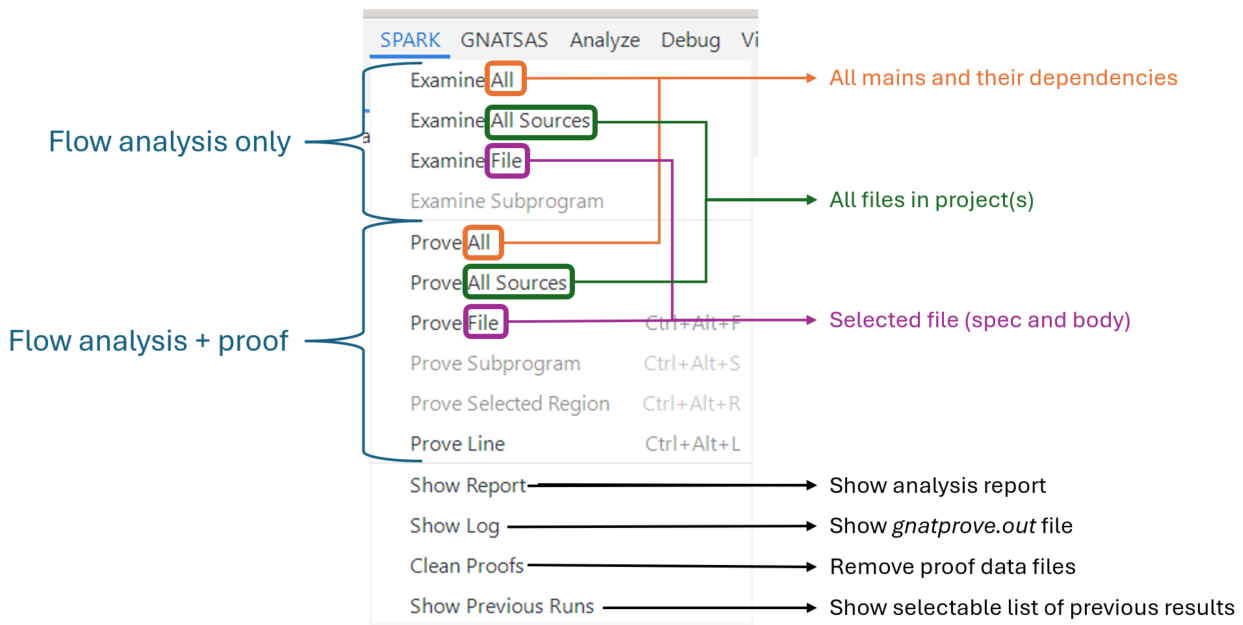 SPARK GNATSAS Analyze Debug Vi
Examine All
All mains and their dependencies
Examine All Sources
Flow analysis only
a
Examine File
Examine Subprogram
All files in project(s)
Prove All
Prove All Sources
Prove File Ctrl+Alt+F
Selected file (spec and body)
Flow analysis + proof
Prove Subprogram Ctrl+Alt+S
Prove Selected Region Ctrl+Alt+R
Prove Line Ctrl+Alt+L
Show Report
Show analysis report
Show Log
Show gnatprove.out file
Clean Proofs
Remove proof data files
Show Previous Runs
Show selectable list of previous results